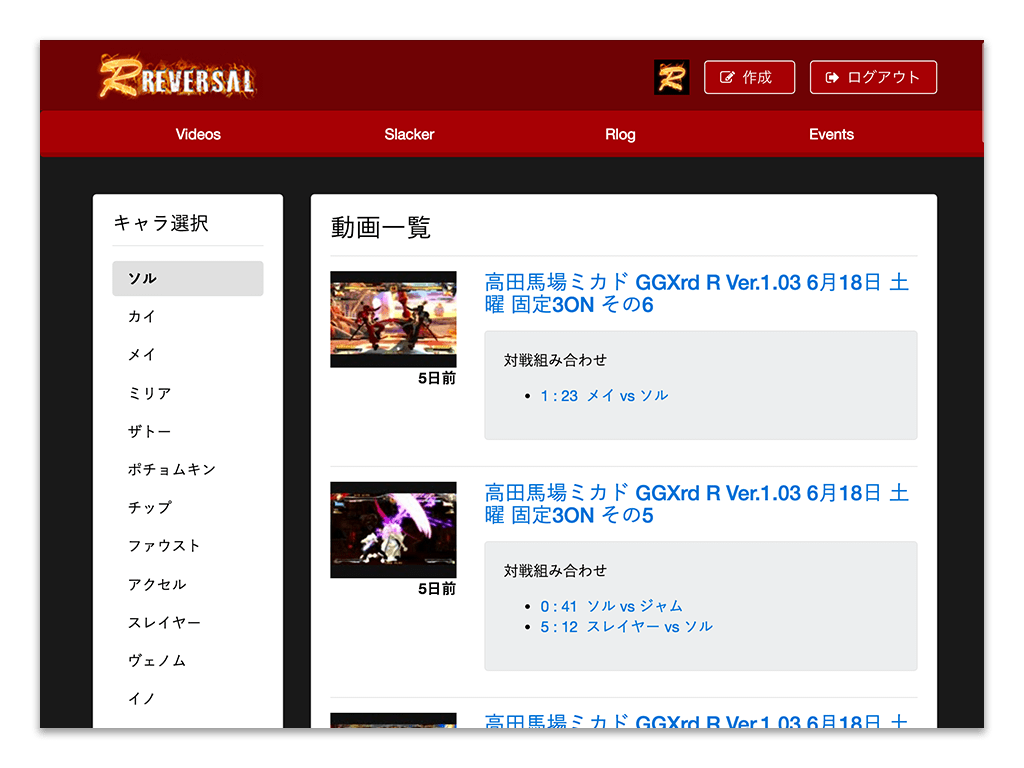 REVERSAL
R
作成
ログアウト
Videos
Slacker
Rlog
Events
キャラ選択
ソル
カイ
メイ
ミリア
ザトー
ポチョムキン
チップ
ファウスト
アクセル
スレイヤー
ヴェノム
イノ
動画一覧
高田馬場ミカド GGXrd R Ver.1.03 6月18日 土
曜 固定3ON その6
5日前
対戦組み合わせ
1 : 23 メイ vs ソル
高田馬場ミカド GGXrd R Ver.1.03 6月18日 土
曜 固定3ON その5
5日前
対戦組み合わせ
0 : 41 ソル vs ジャム
5 : 12 スレイヤー vs ソル
高田馬場ミカド GGXrd R Ver.1.03 6月18日 土